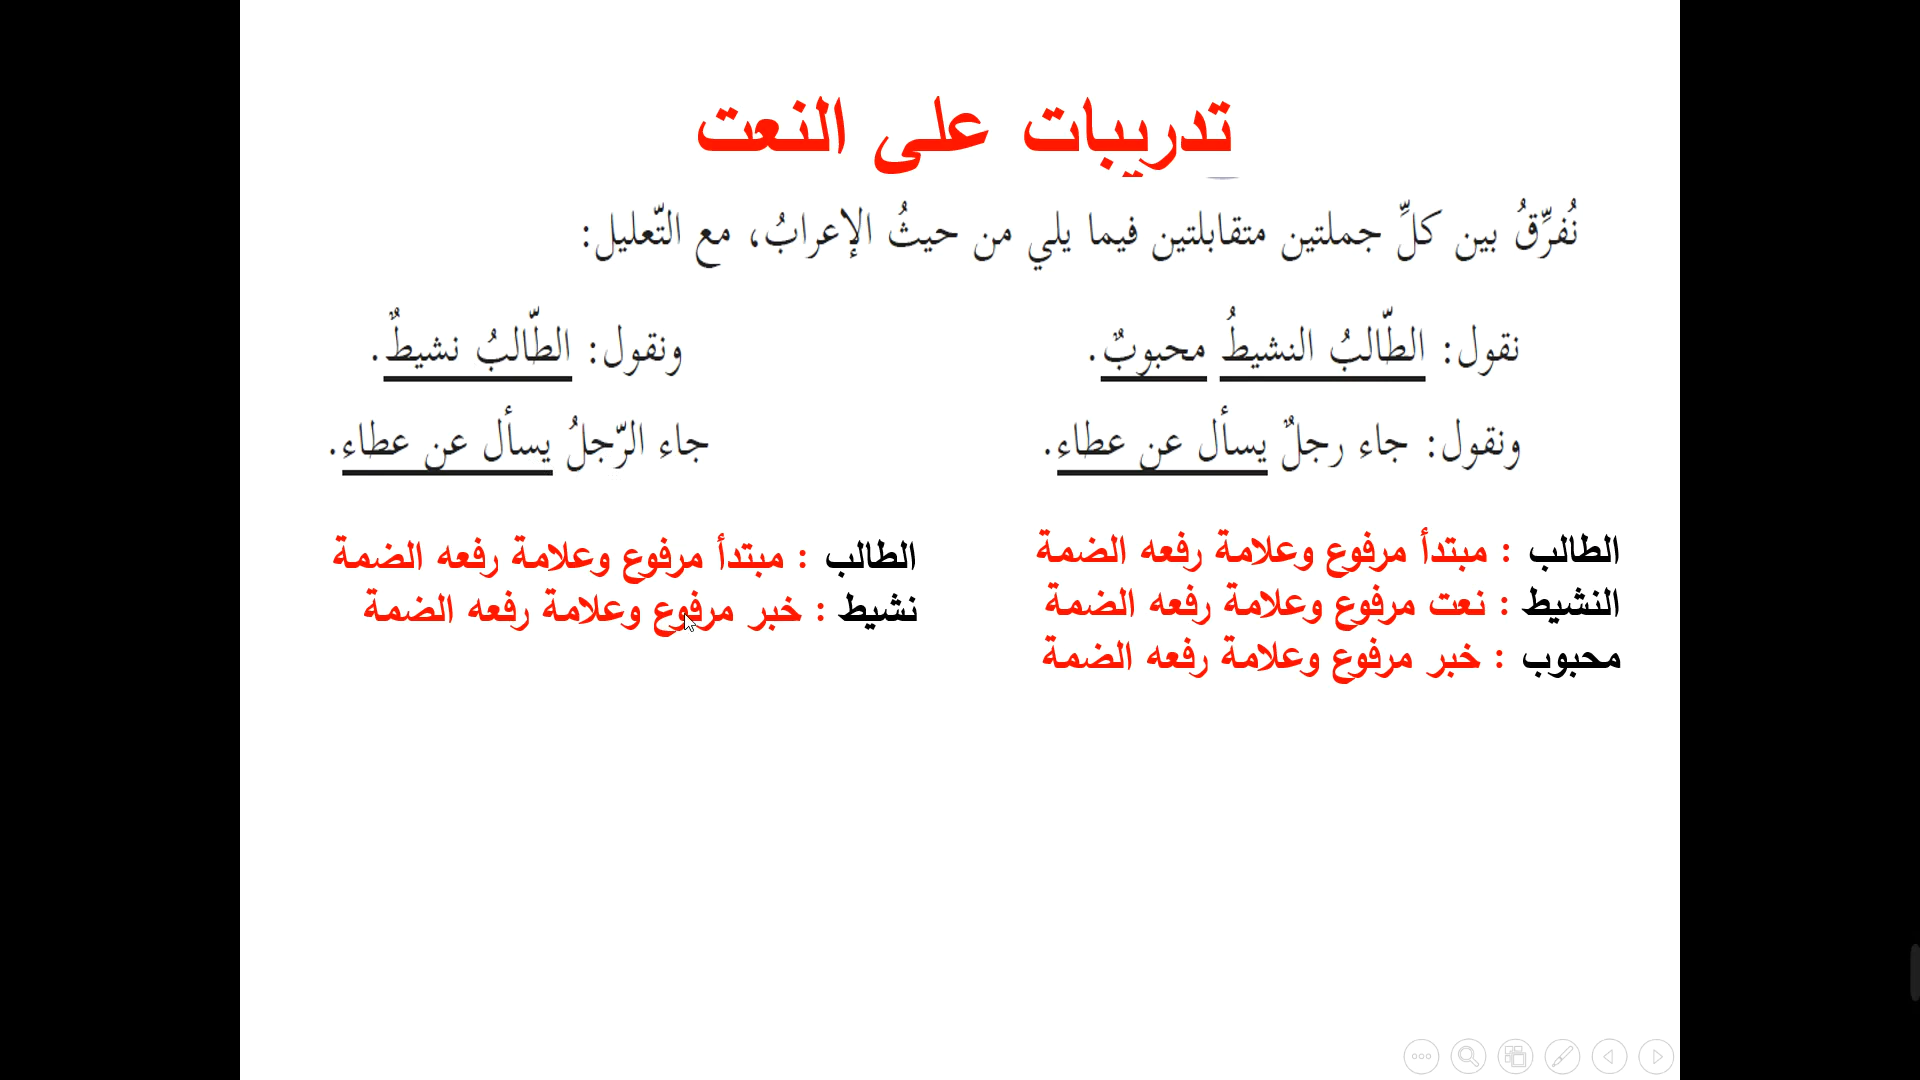 تدريبات على النعت
نُفرِّقُ بين كلِّ جملتين متقابلتين فيما يلي من حيثُ الإعرابُ، مع التّعليل:
نقول: الطّالبُ النشيطُ محبوبٌ.
ونقول: الطّالبُ نشيطٌ.
ونقول: جاء رجلٌ يسأل عن عطاء.
جاء الرّجلُ يسأل عن عطاء.
الطالب : مبتدأ مرفوع وعلامة رفعه الضمة
النشيط : نعت مرفوع وعلامة رفعه الضمة
محبوب : خبر مرفوع وعلامة رفعه الضمة
الطالب : مبتدأ مرفوع وعلامة رفعه الضمة
نشيط : خبر مرفوع وعلامة رفعه الضمة